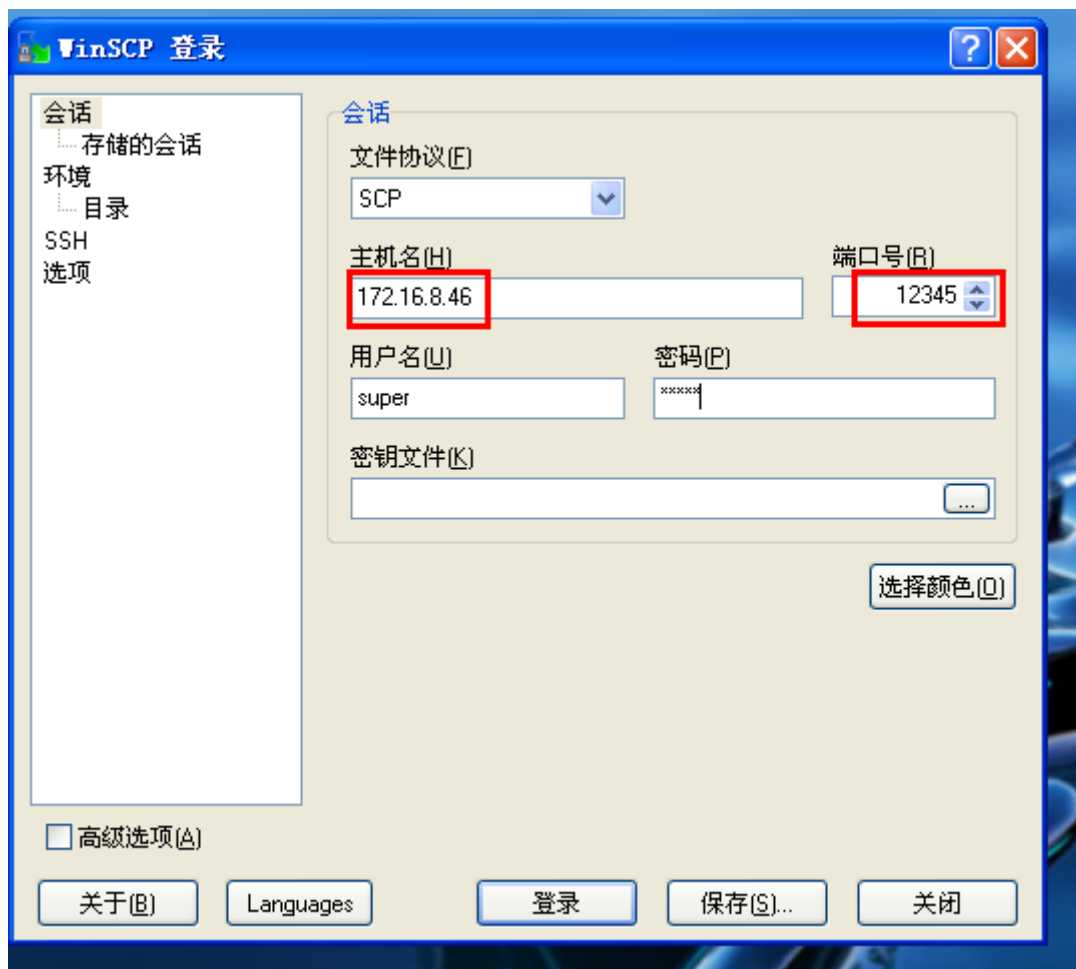 WinSCP 登录
会话
存储的会话
环境
目录
SSH
选项
会话
文件协议(F)
SCP
主机名(H) 端口号(R)
172.16.8.46 12345
用户名(U) 密码(P)
super *****
密钥文件(K)
...
选择颜色(O)
高级选项(A)
关于(B) Languages 登录 保存(S)... 关闭